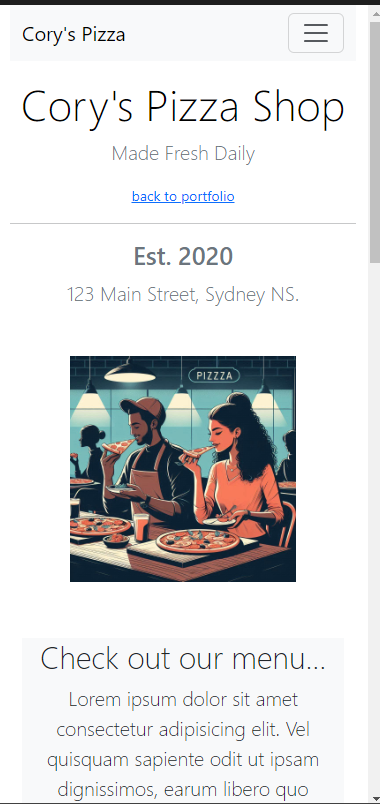 Cory's Pizza
Cory's Pizza Shop
Made Fresh Daily
back to portfolio
Est. 2020
123 Main Street, Sydney NS.
PIZZZA
Check out our menu...
Lorem ipsum dolor sit amet
consectetur adipisicing elit. Vel
quisquam sapiente odit ut ipsam
dignissimos, earum libero quo